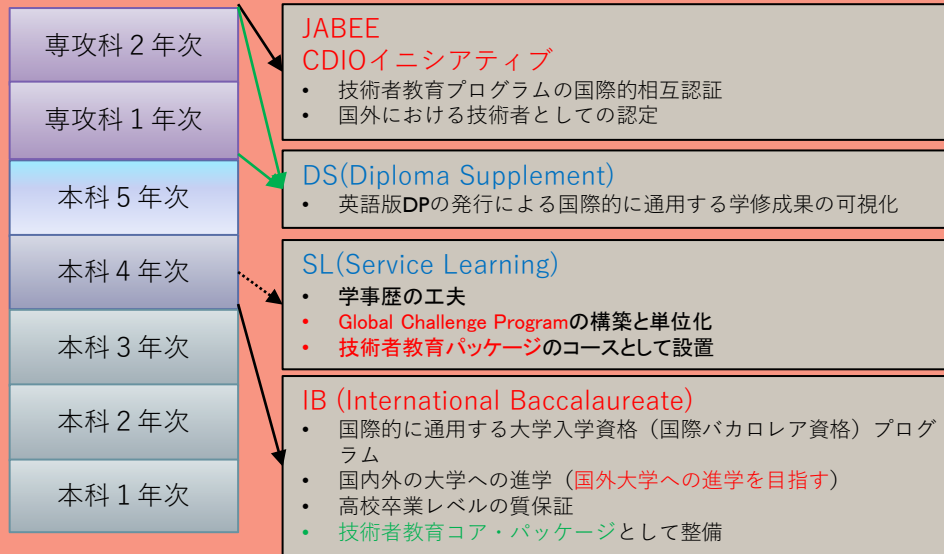 専攻科２年次
専攻科１年次
本科５年次
本科４年次
本科３年次
本科２年次
本科１年次
JABEE
CDIOイニシアティブ
• 技術者教育プログラムの国際的相互認証
• 国外における技術者としての認定
DS(Diploma Supplement)
• 英語版DPの発行による国際的に通用する学修成果の可視化
SL(Service Learning)
• 学事歴の工夫
• Global Challenge Programの構築と単位化
• 技術者教育パッケージのコースとして設置
IB (International Baccalaureate)
• 国際的に通用する大学入学資格（国際バカロレア資格）プログ
ラム
• 国内外の大学への進学（国外大学への進学を目指す）
• 高校卒業レベルの質保証
• 技術者教育コア・パッケージとして整備